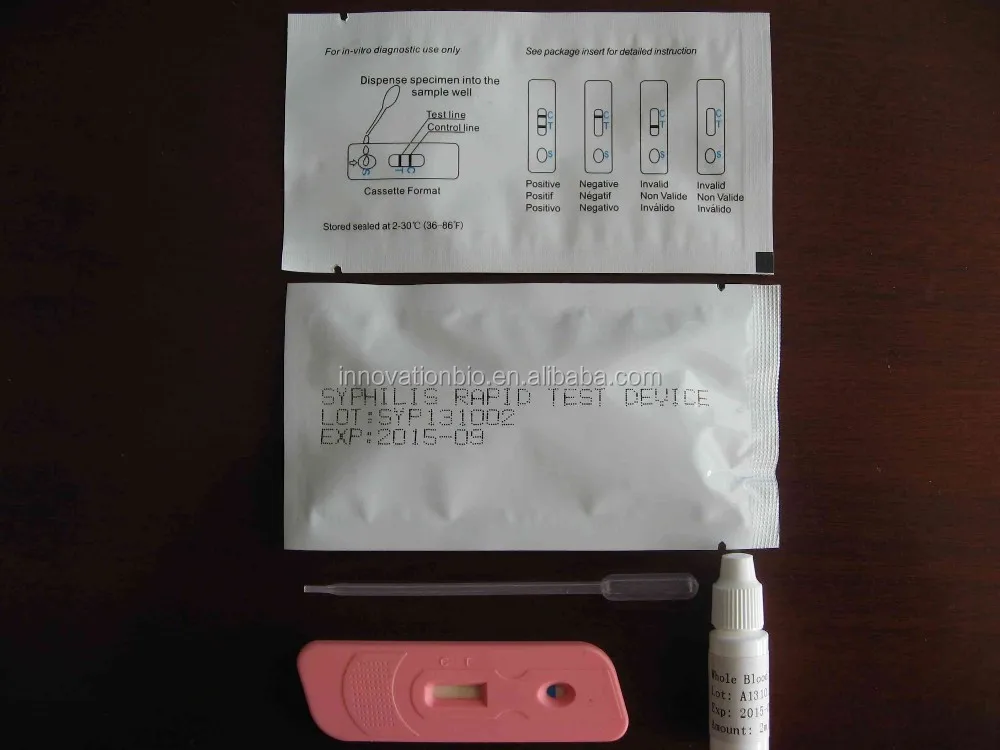 For in-vitro diagnostic use only
See package insert for detailed instruction
Dispense specimen into the
sample well
Test line
Control line
S T C
Cassette Format
Stored sealed at 2-30℃ (36-86℉)
C
T
S
C
T
S
C
T
S
C
T
S
Positive
Positif
Positivo
Negative
Négatif
Negativo
Invalid
Non Valide
Inválido
Invalid
Non Valide
Inválido
innovationbio.en.alibaba.com
SYPHILIS RAPID TEST DEVICE
LOT:SYP131002
EXP:2015-09
C T
Whole Blood
Lot: A1310
Exp: 2015-
Amount: 2m